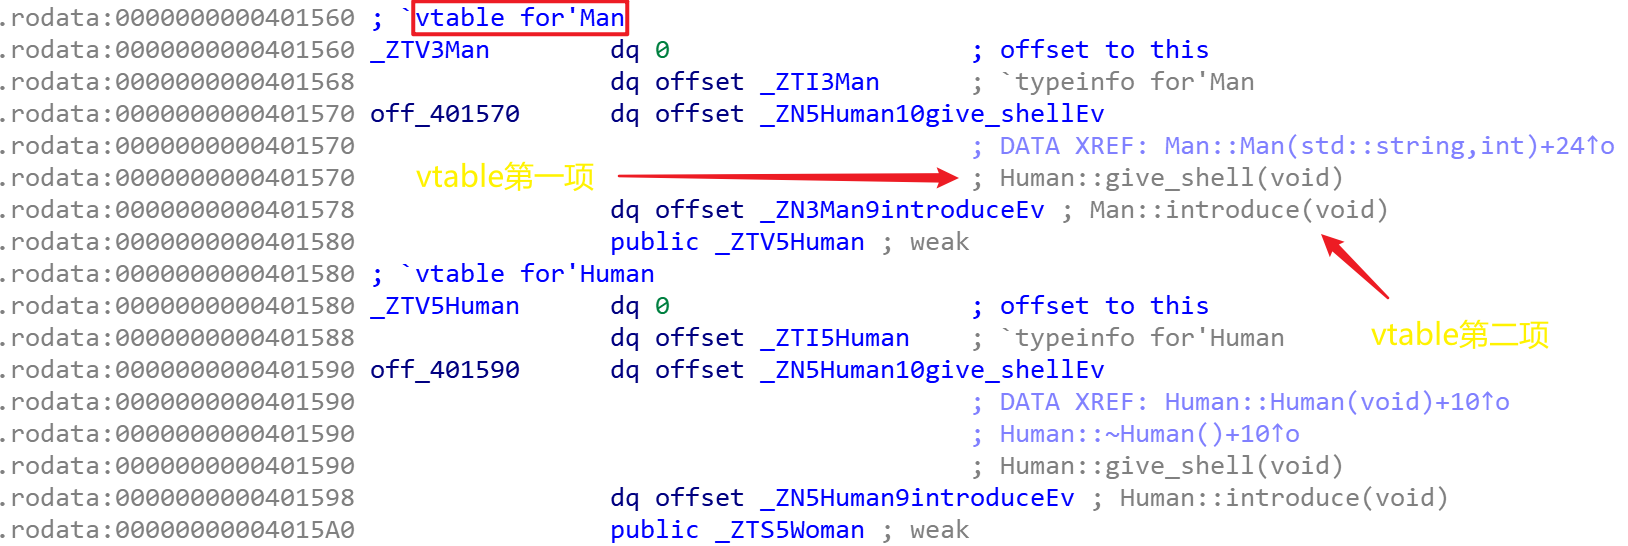 .rodata:0000000000401560 ; `vtable for'Man
.rodata:0000000000401560 _ZTV3Man dq 0 ; offset to this
.rodata:0000000000401568 dq offset _ZTI3Man ; `typeinfo for'Man
.rodata:0000000000401570 off_401570 dq offset _ZN5Human10give_shellEv
.rodata:0000000000401570 ; DATA XREF: Man::Man(std::string,int)+24↑o
.rodata:0000000000401570 vtable第一项 ; Human::give_shell(void)
.rodata:0000000000401578 dq offset _ZN3Man9introduceEv ; Man::introduce(void)
.rodata:0000000000401580 public _ZTV5Human ; weak
.rodata:0000000000401580 ; `vtable for'Human
.rodata:0000000000401580 _ZTV5Human dq 0 ; offset to this
.rodata:0000000000401588 dq offset _ZTI5Human ; `typeinfo for'Human
vtable第二项
.rodata:0000000000401590 off_401590 dq offset _ZN5Human10give_shellEv
.rodata:0000000000401590 ; DATA XREF: Human::Human(void)+10↑o
.rodata:0000000000401590 ; Human::~Human()+10↑o
.rodata:0000000000401590 ; Human::give_shell(void)
.rodata:0000000000401598 dq offset _ZN5Human9introduceEv ; Human::introduce(void)
.rodata:00000000004015A0 public _ZTS5Woman ; weak